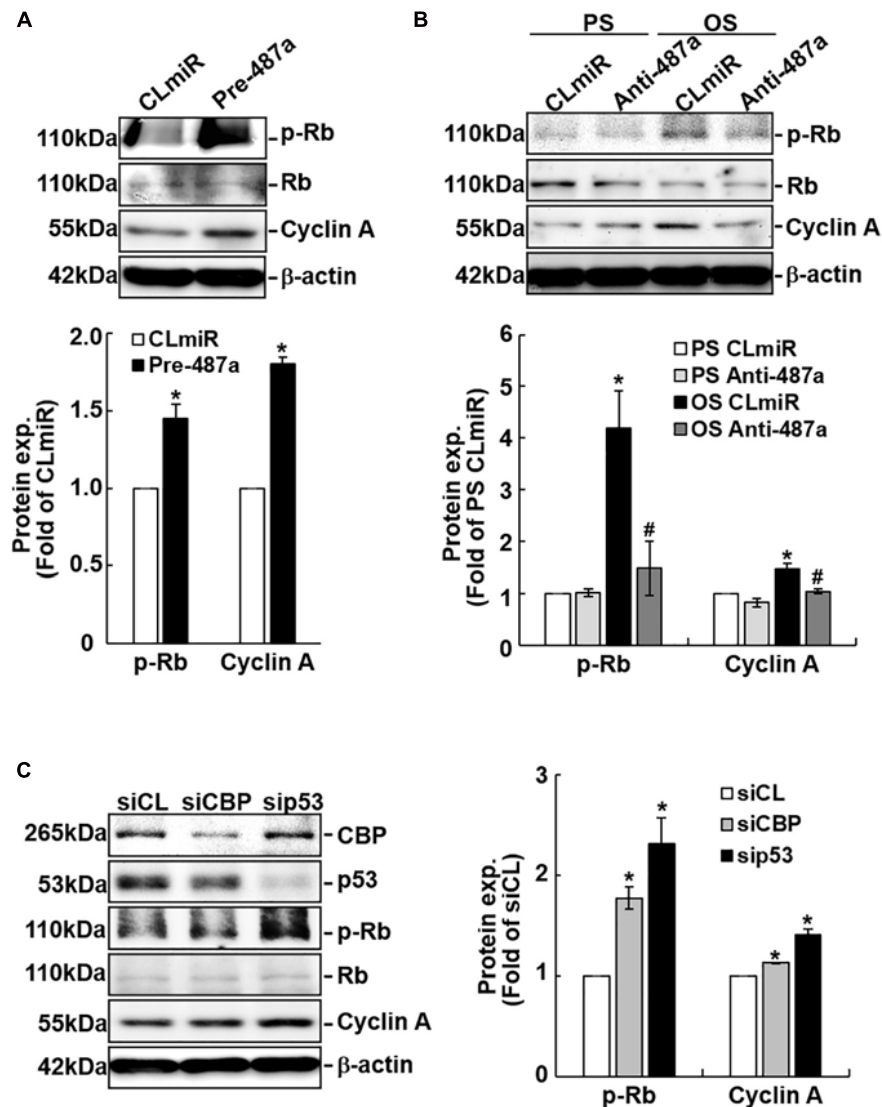 A
CLmiR Pre-487a
110kDa p-Rb
110kDa Rb
55kDa Cyclin A
42kDa β-actin
Protein exp.
(Fold of CLmiR)
2.0
1.5
1.0
0.5
0
CLmiR
Pre-487a
*
*
p-Rb Cyclin A
B
PS OS
CLmiR Anti-487a CLmiR Anti-487a
110kDa p-Rb
110kDa Rb
55kDa Cyclin A
42kDa β-actin
Protein exp.
(Fold of PS CLmiR)
6
4
2
1
0
PS CLmiR
PS Anti-487a
OS CLmiR
OS Anti-487a
*
#
*
#
p-Rb Cyclin A
C
siCL siCBP sip53
265kDa CBP
53kDa p53
110kDa p-Rb
110kDa Rb
55kDa Cyclin A
42kDa β-actin
Protein exp.
(Fold of siCL)
3
2
1
0
siCL
siCBP
sip53
*
*
*
*
p-Rb Cyclin A